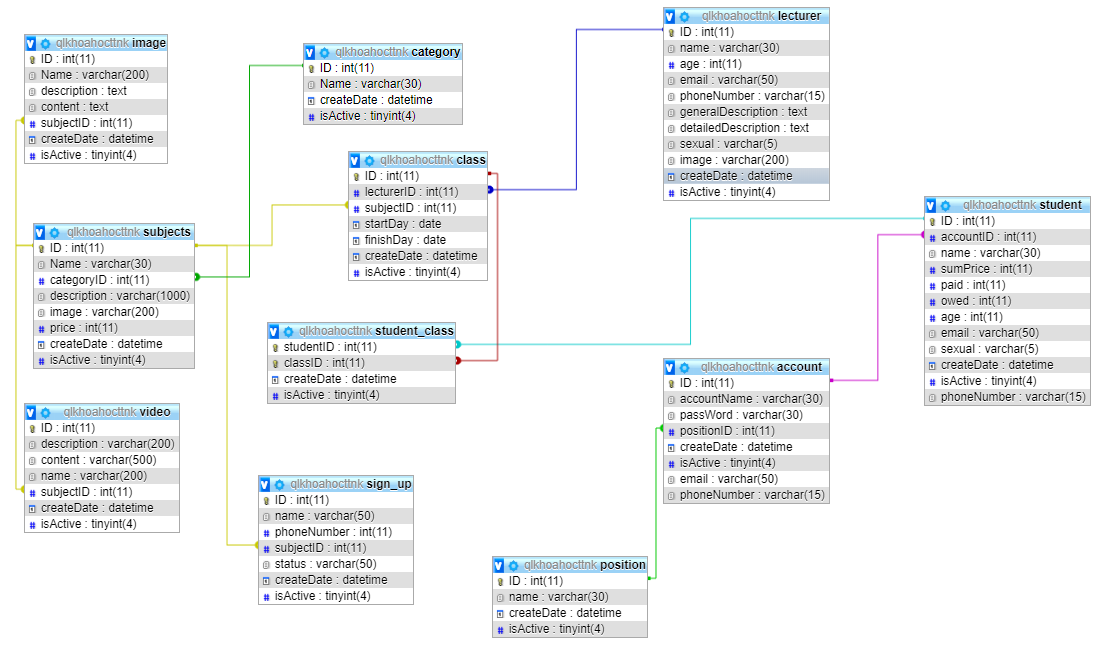 qlkhoahocttnk image
ID : int(11)
Name : varchar(200)
description : text
content : text
subjectID : int(11)
createDate : datetime
isActive : tinyint(4)
qlkhoahocttnk category
ID : int(11)
Name : varchar(30)
createDate : datetime
isActive : tinyint(4)
qlkhoahocttnk lecturer
ID : int(11)
name : varchar(30)
age : int(11)
email : varchar(50)
phoneNumber : varchar(15)
generalDescription : text
detailedDescription : text
sexual : varchar(5)
image : varchar(200)
createDate : datetime
isActive : tinyint(4)
qlkhoahocttnk class
ID : int(11)
lecturerID : int(11)
subjectID : int(11)
startDay : date
finishDay : date
createDate : datetime
isActive : tinyint(4)
qlkhoahocttnk student
ID : int(11)
accountID : int(11)
name : varchar(30)
sumPrice : int(11)
paid : int(11)
owed : int(11)
age : int(11)
email : varchar(50)
sexual : varchar(5)
createDate : datetime
isActive : tinyint(4)
phoneNumber : varchar(15)
qlkhoahocttnk subjects
ID : int(11)
Name : varchar(30)
categoryID : int(11)
description : varchar(1000)
image : varchar(200)
price : int(11)
createDate : datetime
isActive : tinyint(4)
qlkhoahocttnk student_class
studentID : int(11)
classID : int(11)
createDate : datetime
isActive : tinyint(4)
qlkhoahocttnk account
ID : int(11)
accountName : varchar(30)
passWord : varchar(30)
positionID : int(11)
createDate : datetime
isActive : tinyint(4)
email : varchar(50)
phoneNumber : varchar(15)
qlkhoahocttnk video
ID : int(11)
description : varchar(200)
content : varchar(500)
name : varchar(200)
subjectID : int(11)
createDate : datetime
isActive : tinyint(4)
qlkhoahocttnk sign_up
ID : int(11)
name : varchar(50)
phoneNumber : int(11)
subjectID : int(11)
status : varchar(50)
createDate : datetime
isActive : tinyint(4)
qlkhoahocttnk position
ID : int(11)
name : varchar(30)
createDate : datetime
isActive : tinyint(4)